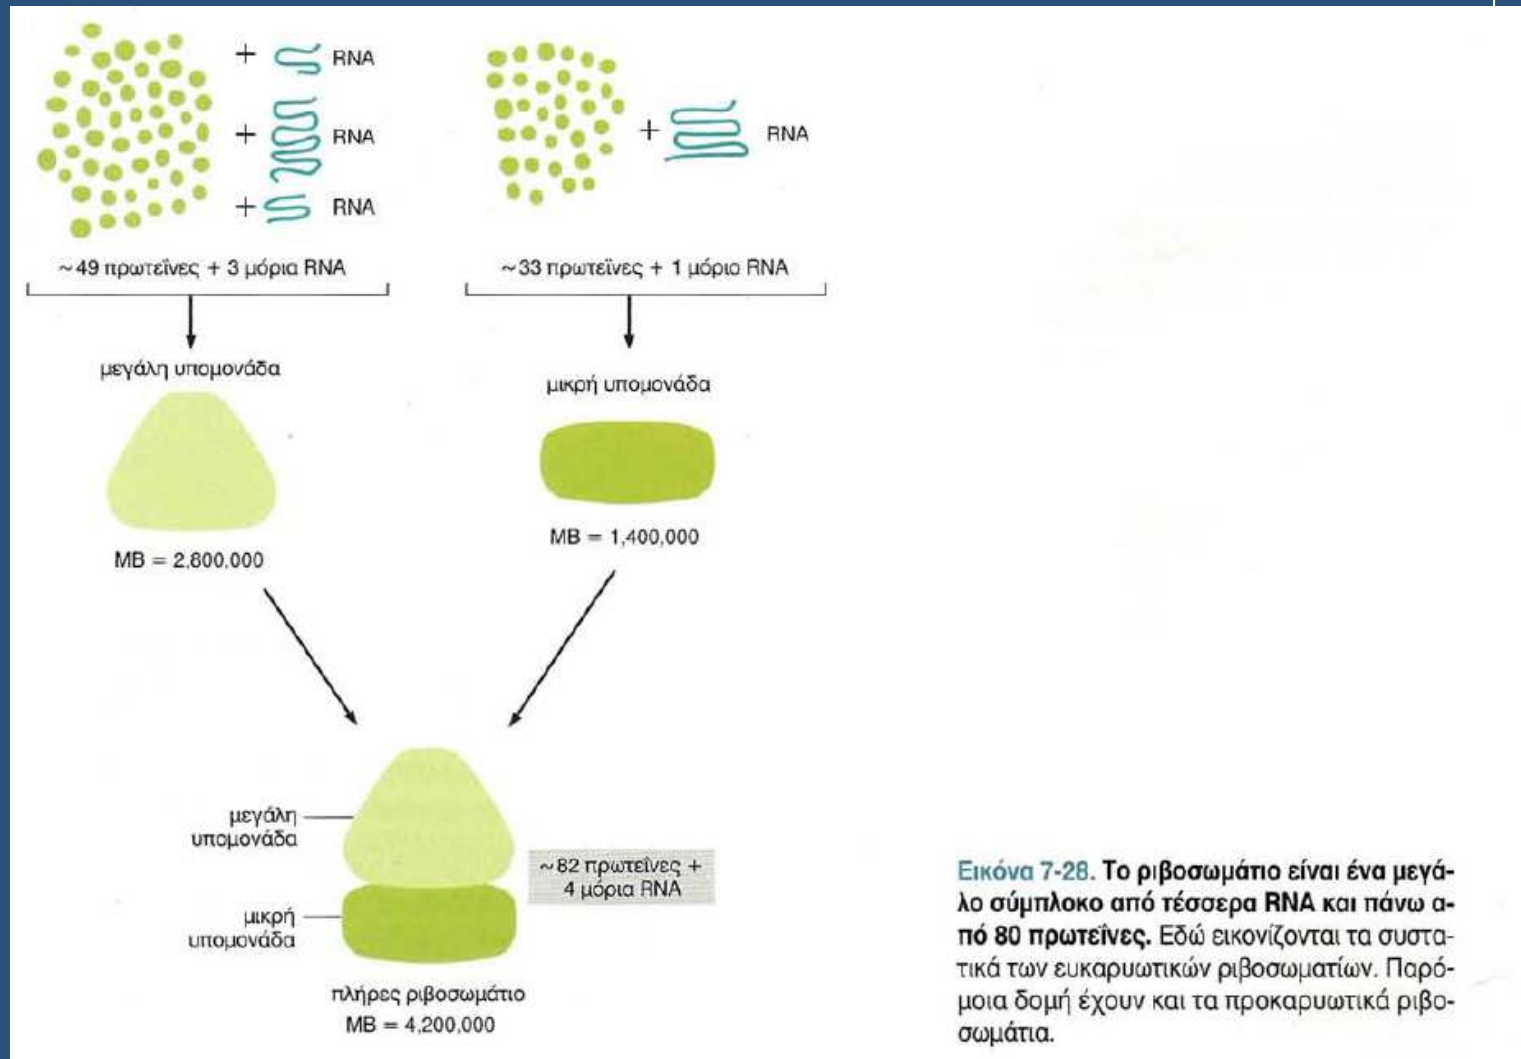 + RNA
+ RNA
+ RNA
~49 πρωτεΐνες + 3 μόρια RNA
+ RNA
~33 πρωτεΐνες + 1 μόριο RNA
μεγάλη υπομονάδα
ΜΒ = 2,800,000
μικρή υπομονάδα
ΜΒ = 1,400,000
μεγάλη
υπομονάδα
μικρή
υπομονάδα
~82 πρωτεΐνες +
4 μόρια RNA
πλήρες ριβοσωμάτιο
ΜΒ = 4,200,000
Εικόνα 7-28. Το ριβοσωμάτιο είναι ένα μεγά-
λο σύμπλοκο από τέσσερα RNA και πάνω α-
πό 80 πρωτεΐνες. Εδώ εικονίζονται τα συστα-
τικά των ευκαρυωτικών ριβοσωματίων. Παρό-
μοια δομή έχουν και τα προκαρυωτικά ριβο-
σωμάτια.